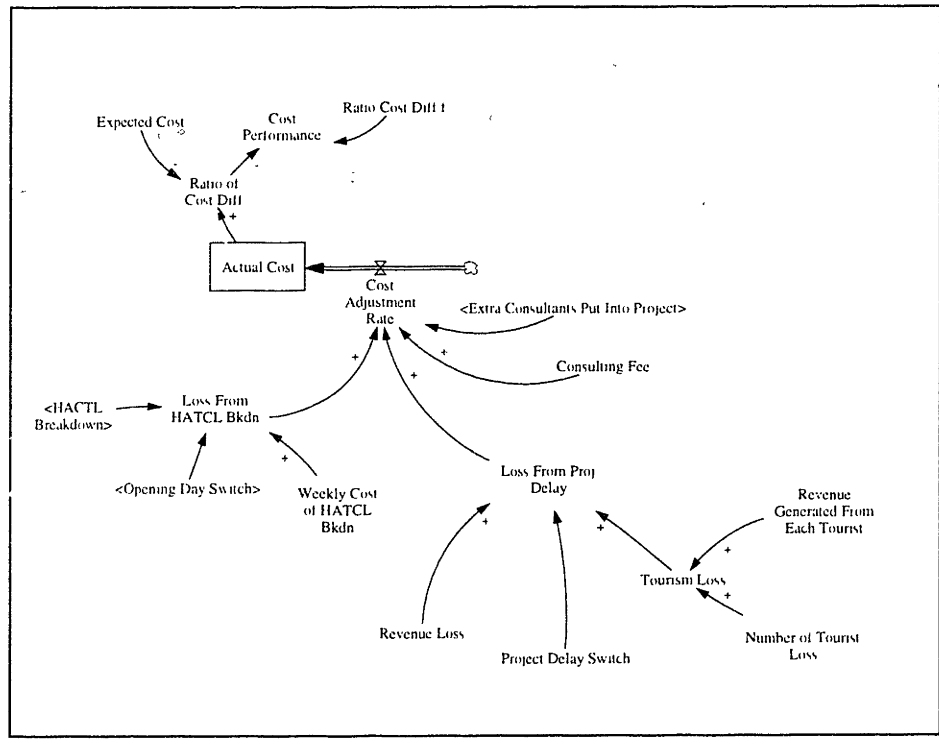 Ratio Cost Diff f
Expected Cost
Cost
Performance
Ratio of
Cost Diff
+
Actual Cost
Cost
Adjustment
Rate
<Extra Consultants Put Into Project>
+
+
+
Consulting Fee
Loss From
HATCL Bkdn
<HACTL
Breakdown>
+
<Opening Day Switch>
Weekly Cost
of HATCL
Bkdn
Loss From Proj
Delay
Revenue
Generated From
Each Tourist
+
+
+
Tourism Loss
+
Revenue Loss
Project Delay Switch
Number of Tourist
Loss